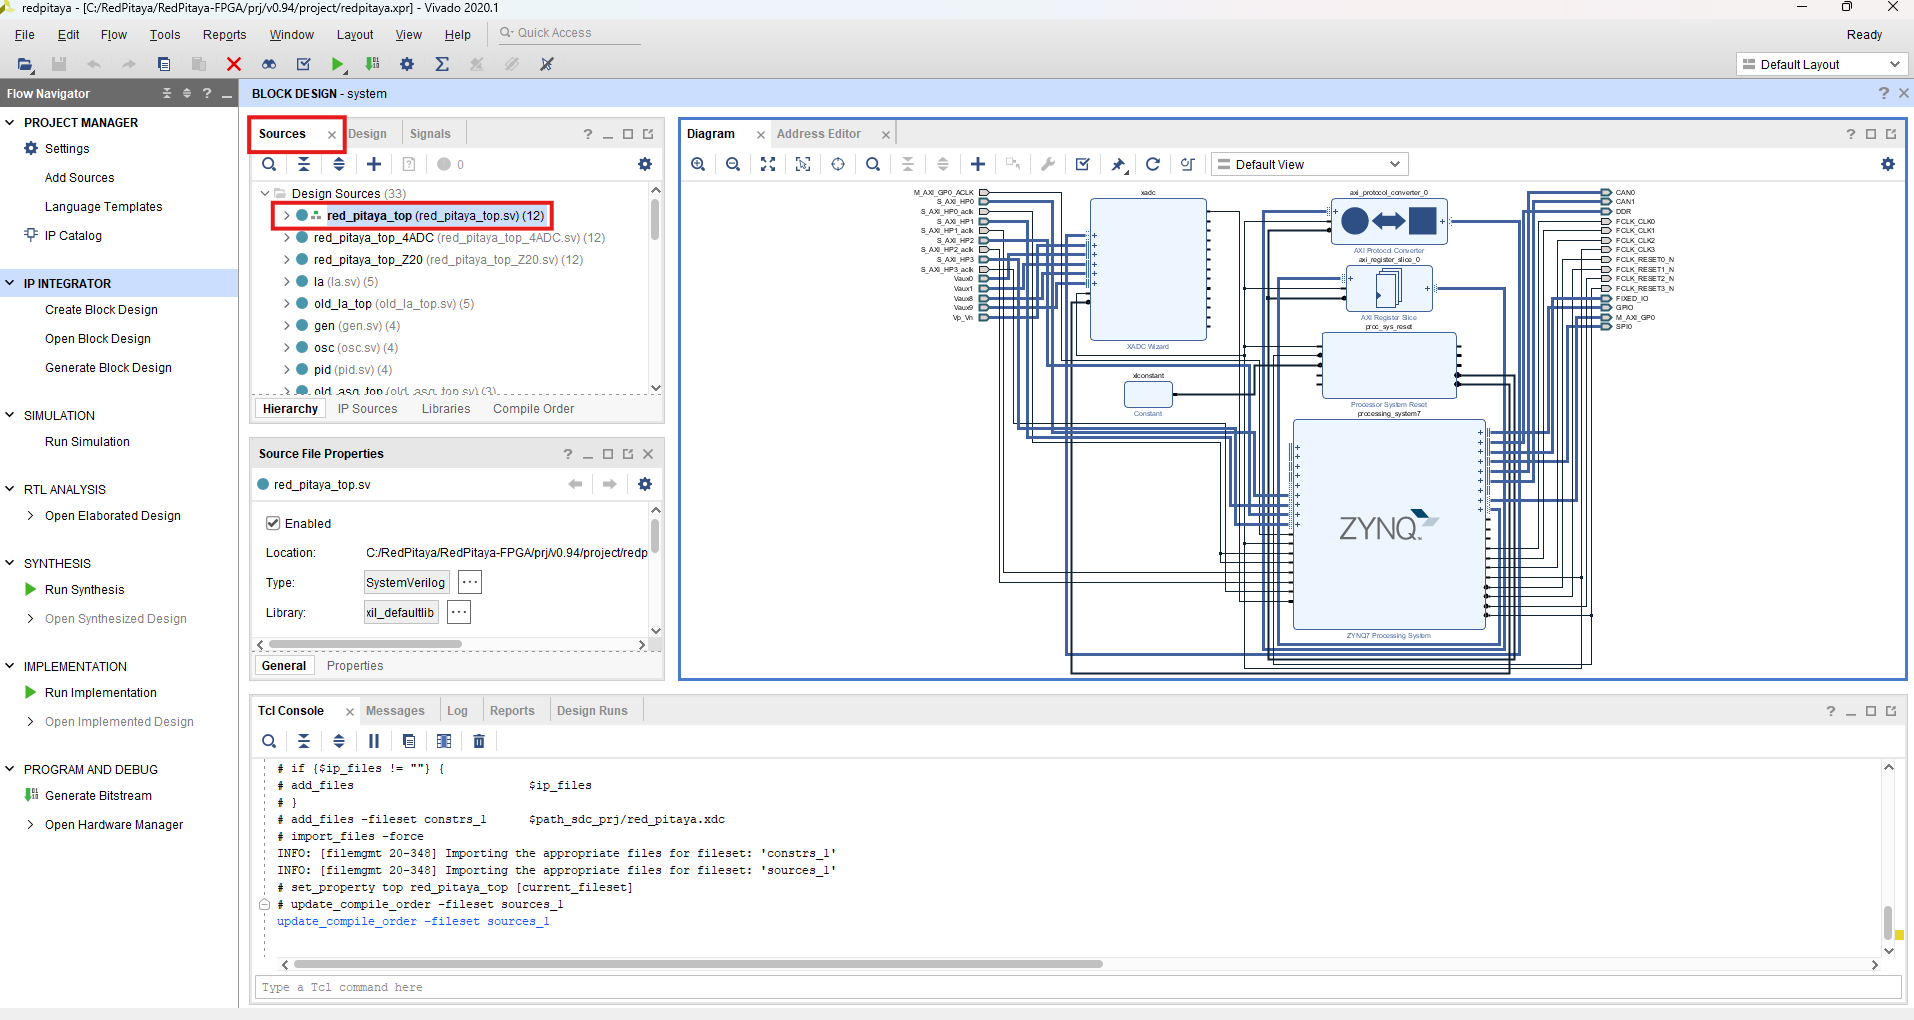 redpitaya - [C:/RedPitaya/RedPitaya-FPGA/prj/v0.94/project/redpitaya.xpr] - Vivado 2020.1
File Edit Flow Tools Reports Window Layout View Help Quick Access
Ready
Default Layout
Flow Navigator
PROJECT MANAGER
Settings
Add Sources
Language Templates
IP Catalog
IP INTEGRATOR
Create Block Design
Open Block Design
Generate Block Design
SIMULATION
Run Simulation
RTL ANALYSIS
Open Elaborated Design
SYNTHESIS
Run Synthesis
Open Synthesized Design
IMPLEMENTATION
Run Implementation
Open Implemented Design
PROGRAM AND DEBUG
Generate Bitstream
Open Hardware Manager
BLOCK DESIGN - system
Sources Design Signals
0
Design Sources (33)
red_pitaya_top (red_pitaya_top.sv) (12)
red_pitaya_top_4ADC (red_pitaya_top_4ADC.sv) (12)
red_pitaya_top_Z20 (red_pitaya_top_Z20.sv) (12)
la (la.sv) (5)
old_la_top (old_la_top.sv) (5)
gen (gen.sv) (4)
osc (osc.sv) (4)
pid (pid.sv) (4)
old_asg_top (old_asg_top.sv) (3)
Hierarchy IP Sources Libraries Compile Order
Source File Properties
red_pitaya_top.sv
Enabled
Location: C:/RedPitaya/RedPitaya-FPGA/prj/v0.94/project/redp
Type: SystemVerilog ...
Library: xil_defaultlib ...
General Properties
Diagram Address Editor
Default View
M_AXI_GP0_ACLK
S_AXI_HP0
S_AXI_HP0_aclk
S_AXI_HP1
S_AXI_HP1_aclk
S_AXI_HP2
S_AXI_HP2_aclk
S_AXI_HP3
S_AXI_HP3_aclk
Vaux0
Vaux1
Vaux8
Vaux9
Vp_Vn
xadc
XADC Wizard
xlconstant
Constant
axi_protocol_converter_0
AXI Protocol Converter
axi_register_slice_0
AXI Register Slice
proc_sys_reset
Processor System Reset
processing_system7
ZYNQ
ZYNQ7 Processing System
CAN0
CAN1
DDR
FCLK_CLK0
FCLK_CLK1
FCLK_CLK2
FCLK_CLK3
FCLK_RESET0_N
FCLK_RESET1_N
FCLK_RESET2_N
FCLK_RESET3_N
FIXED_IO
GPIO
M_AXI_GP0
SPI0
Tcl Console Messages Log Reports Design Runs
# if {$ip_files != ""} {
# add_files $ip_files
# }
# add_files -fileset constrs_1 $path_sdc_prj/red_pitaya.xdc
# import_files -force
INFO: [filemgmt 20-348] Importing the appropriate files for fileset: 'constrs_1'
INFO: [filemgmt 20-348] Importing the appropriate files for fileset: 'sources_1'
# set_property top red_pitaya_top [current_fileset]
# update_compile_order -fileset sources_1
update_compile_order -fileset sources_1
Type a Tcl command here